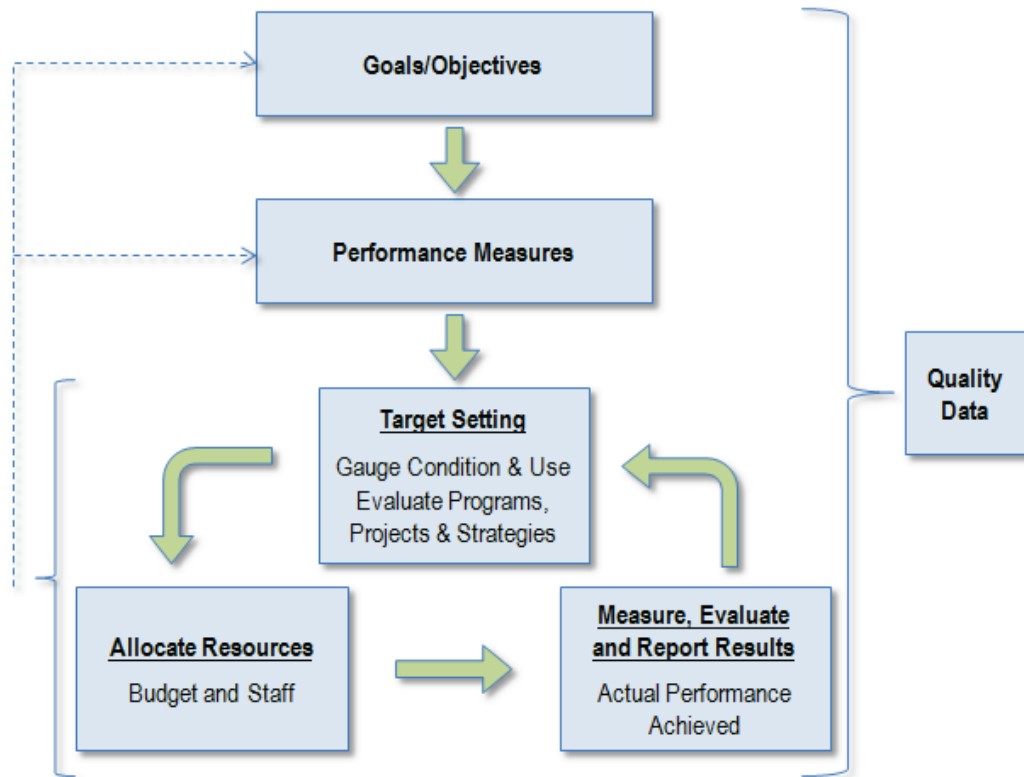 Goals/Objectives
Performance Measures
Quality
Data
Target Setting
Gauge Condition & Use
Evaluate Programs,
Projects & Strategies
Allocate Resources
Budget and Staff
Measure, Evaluate
and Report Results
Actual Performance
Achieved